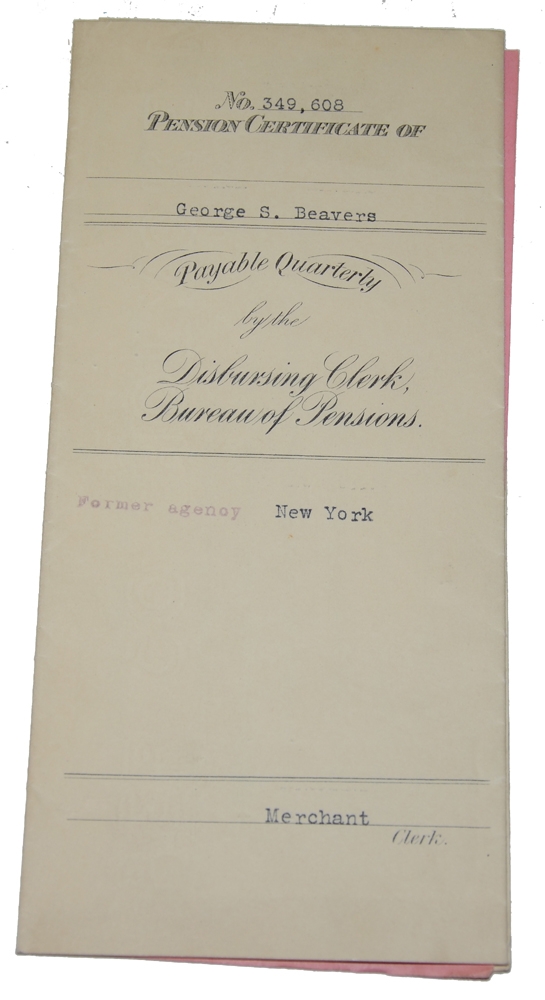 No. 349,608
PENSION CERTIFICATE OF
George S. Beavers
Payable Quarterly
by the
Disbursing Clerk,
Bureau of Pensions.
Former agency New York
Merchant
Clerk.